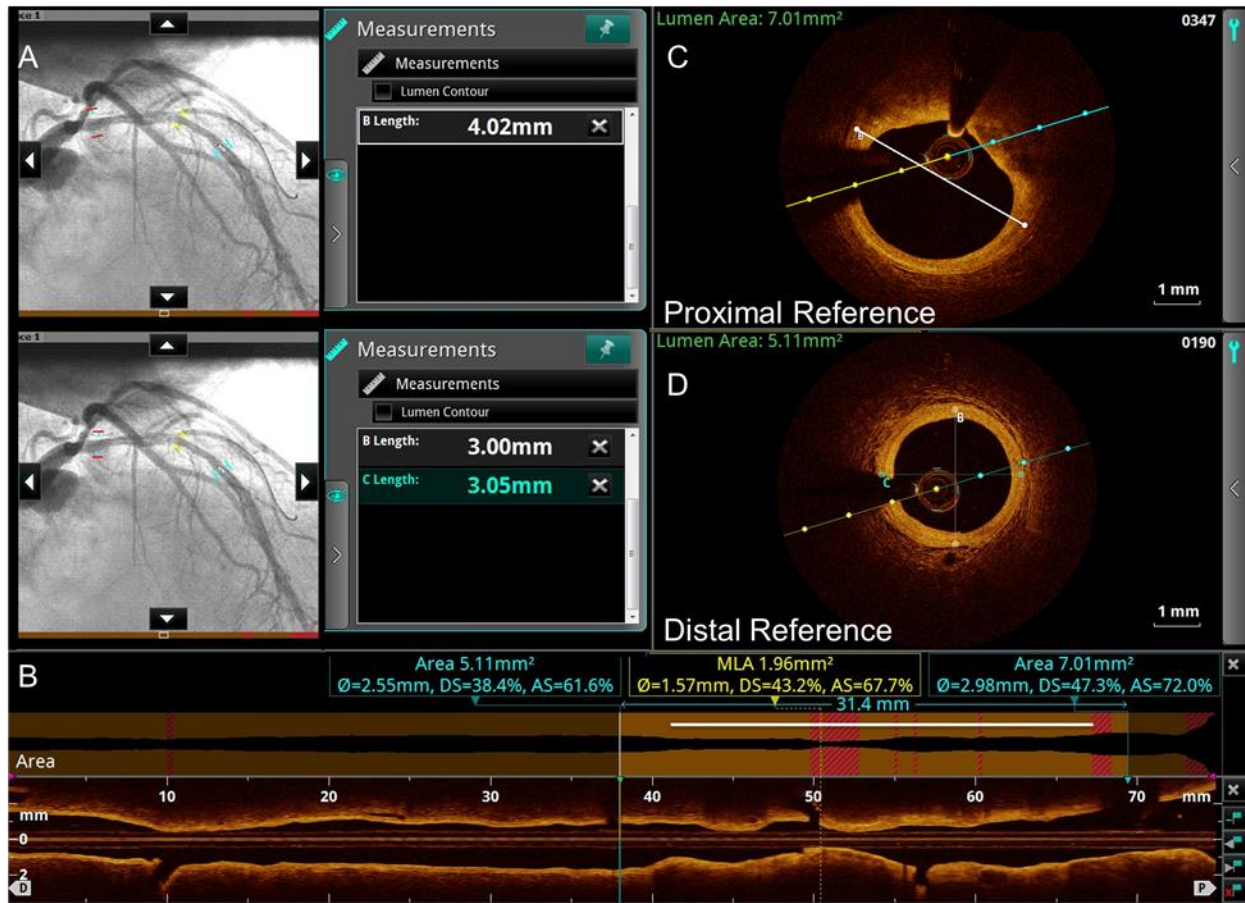 ce 1
A
Measurements
Measurements
Lumen Contour
B Length: 4.02mm
Lumen Area: 7.01mm²
0347
C
B
1 mm
Proximal Reference
ce 1
Measurements
Measurements
Lumen Contour
B Length: 3.00mm
C Length: 3.05mm
Lumen Area: 5.11mm²
0190
D
B
C
1 mm
Distal Reference
B
Area 5.11mm²
Ø=2.55mm, DS=38.4%, AS=61.6%
MLA 1.96mm²
Ø=1.57mm, DS=43.2%, AS=67.7%
Area 7.01mm²
Ø=2.98mm, DS=47.3%, AS=72.0%
31.4 mm
Area
10 20 30 40 50 60 70 mm
mm
0
2
D
P